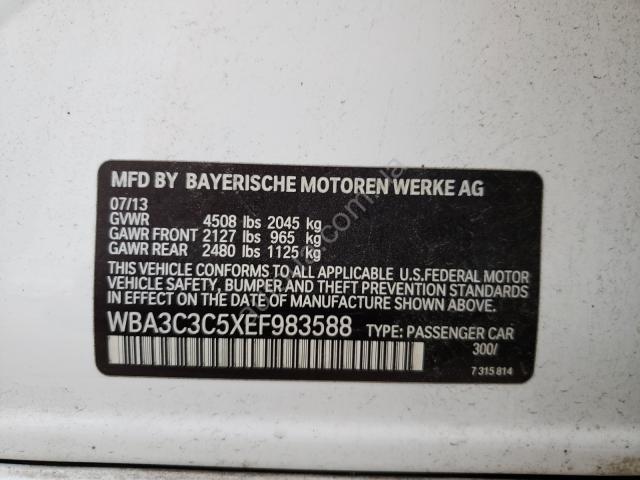 MFD BY BAYERISCHE MOTOREN WERKE AG
07/13
GVWR 4508 lbs 2045 kg
GAWR FRONT 2127 lbs 965 kg
GAWR REAR 2480 lbs 1125 kg
THIS VEHICLE CONFORMS TO ALL APPLICABLE U.S.FEDERAL MOTOR
VEHICLE SAFETY, BUMPER AND THEFT PREVENTION STANDARDS IN
EFFECT ON THE DATE OF MANUFACTURE SHOWN ABOVE.
WBA3C3C5XEF983588 TYPE: PASSENGER CAR
300/
7 315 814